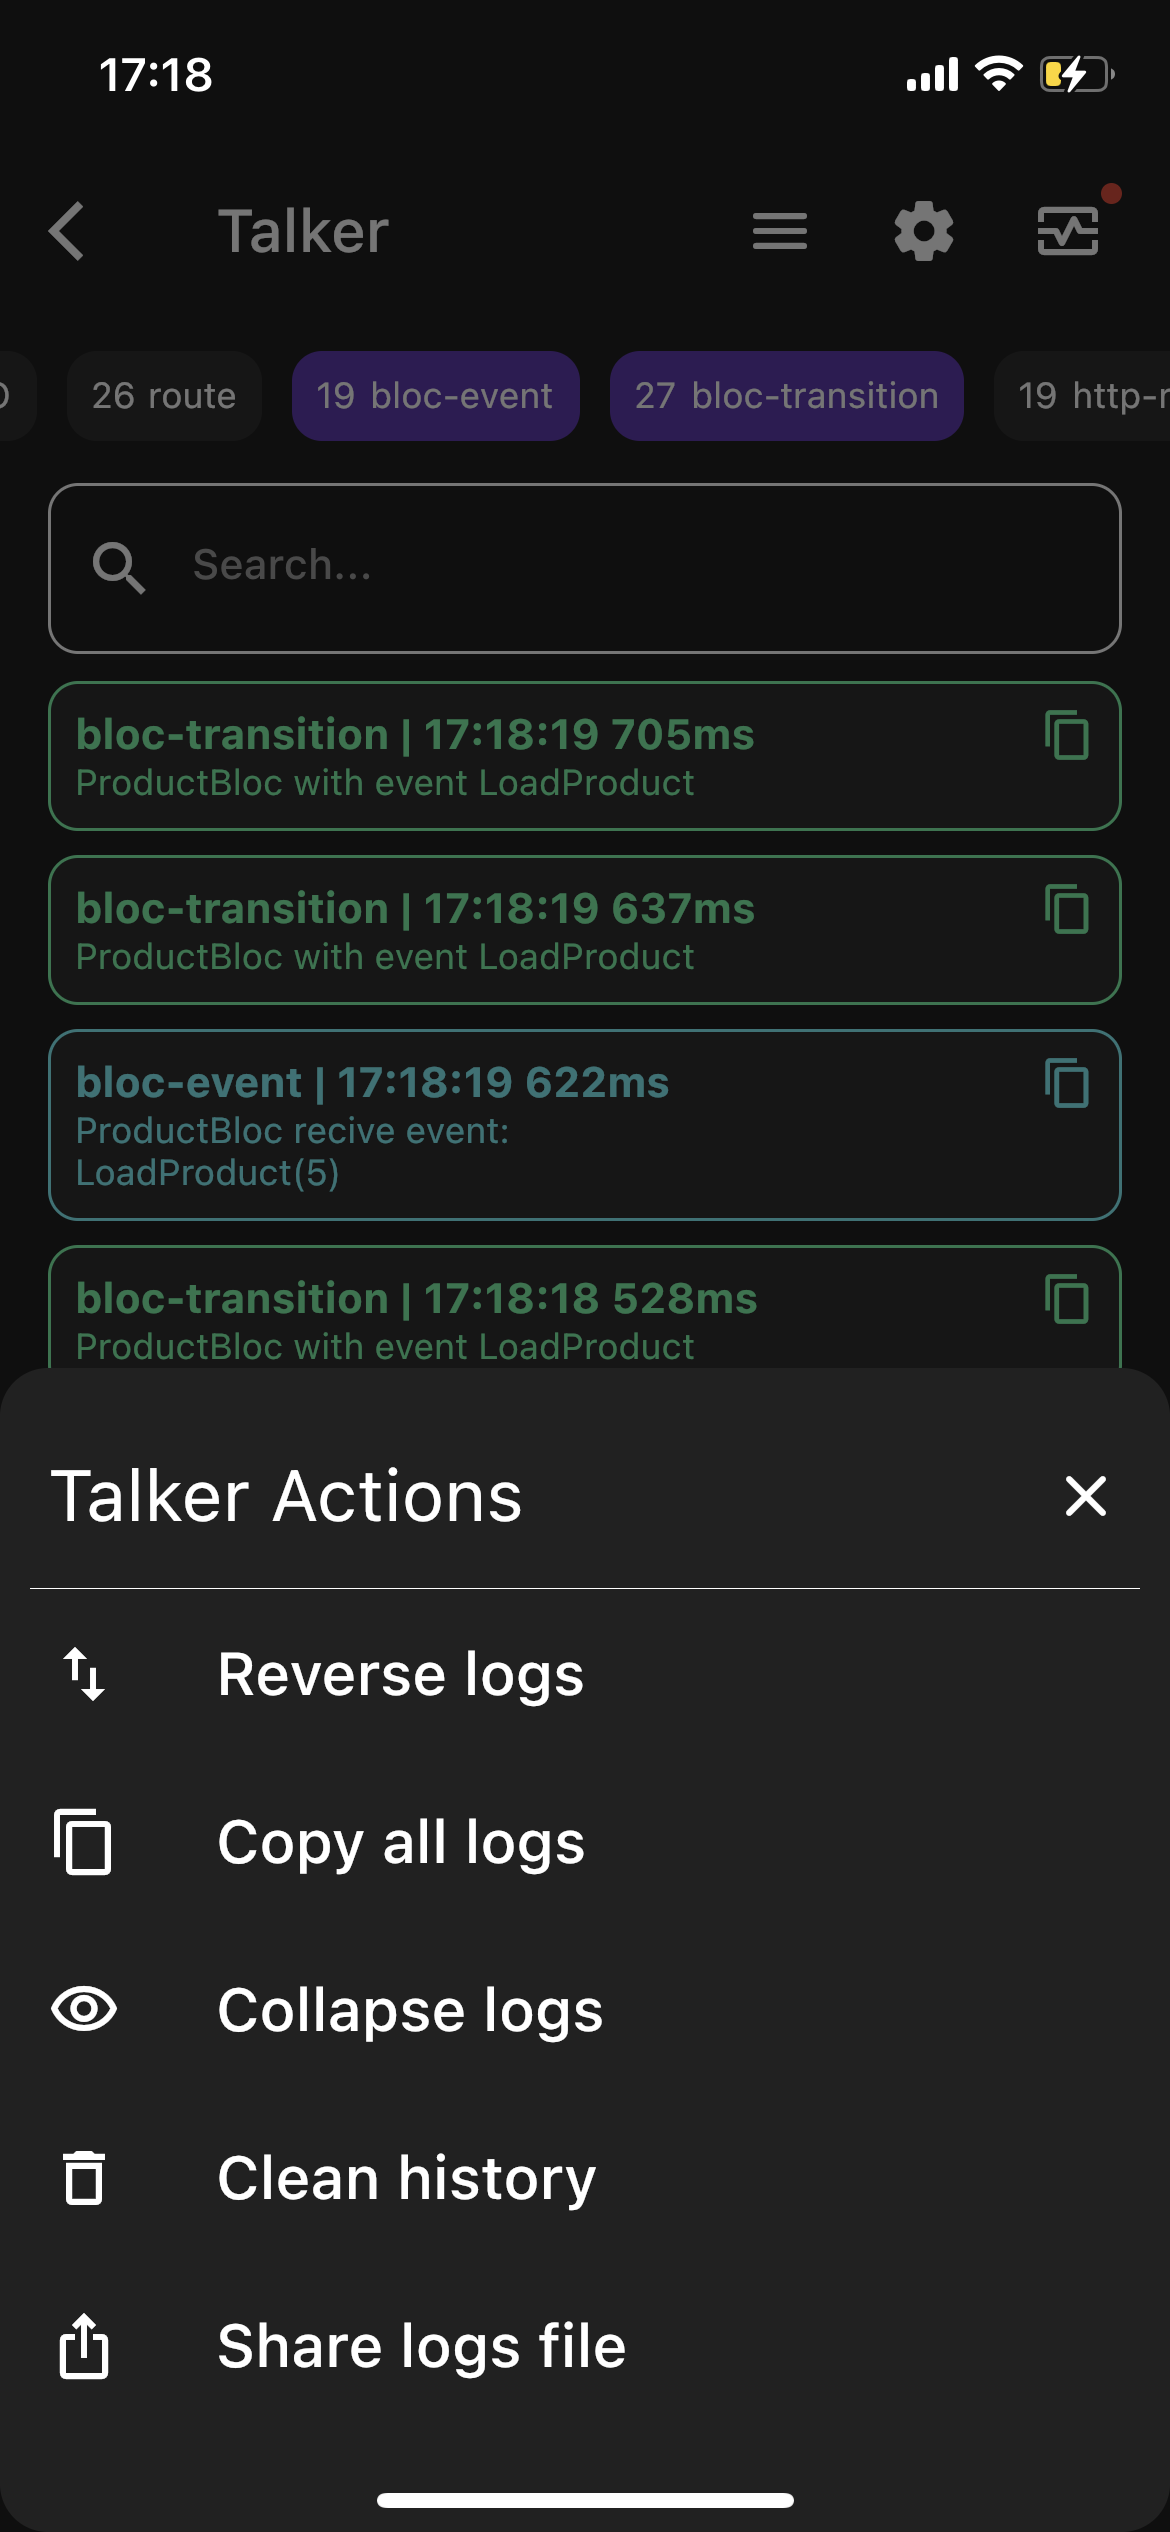 17:18
Talker
26 route
19 bloc-event
27 bloc-transition
19 http-r
Search...
bloc-transition | 17:18:19 705ms
ProductBloc with event LoadProduct
bloc-transition | 17:18:19 637ms
ProductBloc with event LoadProduct
bloc-event | 17:18:19 622ms
ProductBloc recive event:
LoadProduct(5)
bloc-transition | 17:18:18 528ms
ProductBloc with event LoadProduct
Talker Actions
Reverse logs
Copy all logs
Collapse logs
Clean history
Share logs file